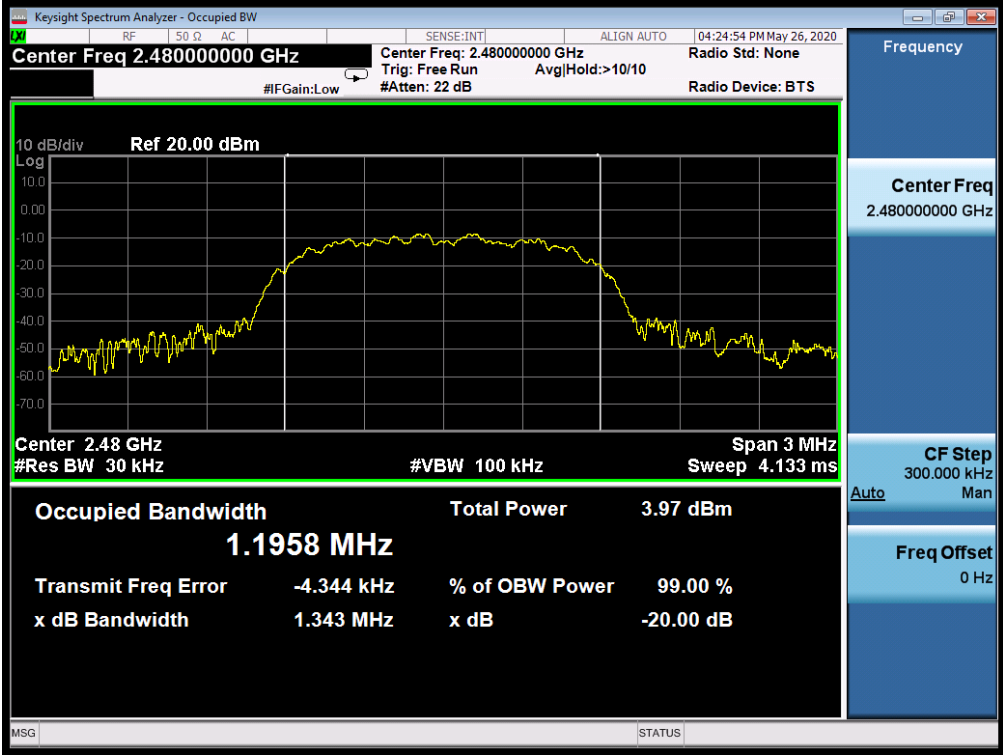 Keysight Spectrum Analyzer - Occupied BW
LXI RF 50 Ω AC SENSE:INT ALIGN AUTO 04:24:54 PM May 26, 2020
Center Freq 2.480000000 GHz
Center Freq: 2.480000000 GHz Radio Std: None
Trig: Free Run Avg|Hold:>10/10
#IFGain:Low #Atten: 22 dB Radio Device: BTS
Frequency
10 dB/div Ref 20.00 dBm
Log
10.0
0.00
-10.0
-20.0
-30.0
-40.0
-50.0
-60.0
-70.0
Center 2.48 GHz Span 3 MHz
#Res BW 30 kHz #VBW 100 kHz Sweep 4.133 ms
Occupied Bandwidth Total Power 3.97 dBm
1.1958 MHz
Transmit Freq Error -4.344 kHz % of OBW Power 99.00 %
x dB Bandwidth 1.343 MHz x dB -20.00 dB
Center Freq
2.480000000 GHz
CF Step
300.000 kHz
Auto Man
Freq Offset
0 Hz
MSG STATUS